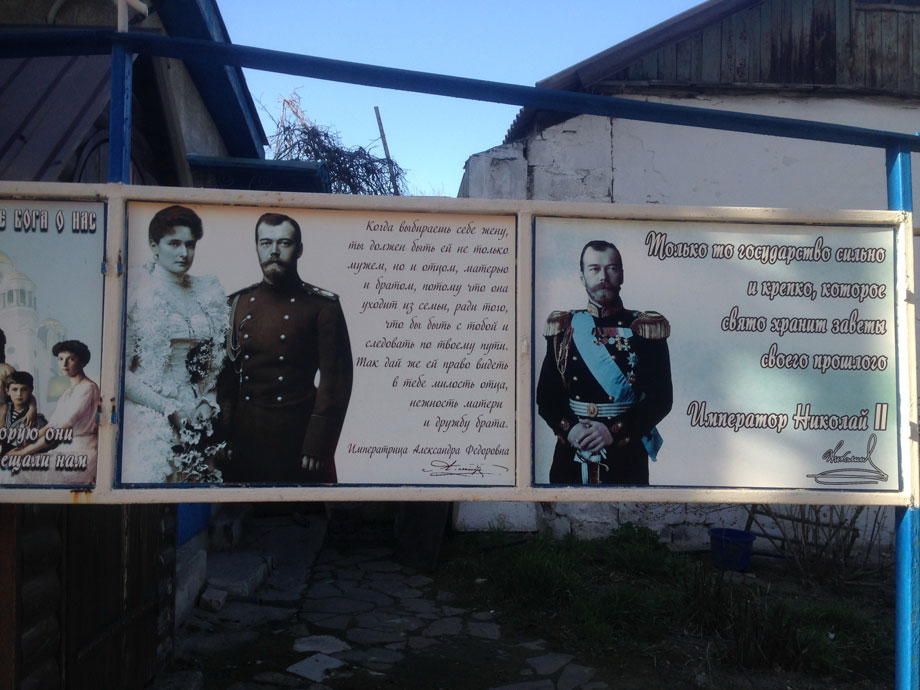 БОГА О НАС
они
ещали нам
Когда выбираешь себе жену,
ты должен быть ей не только
мужем, но и отцом, матерью
и братом, потому что она
уходит из семьи, ради того,
что бы быть с тобой и
следовать по твоему пути.
Так дай же ей право видеть
в тебе милость отца,
нежность матери
и дружбу брата.
Императрица Александра Федоровна
Только то государство сильно
и крепко, которое
свято хранит заветы
своего прошлого
Император Николай II